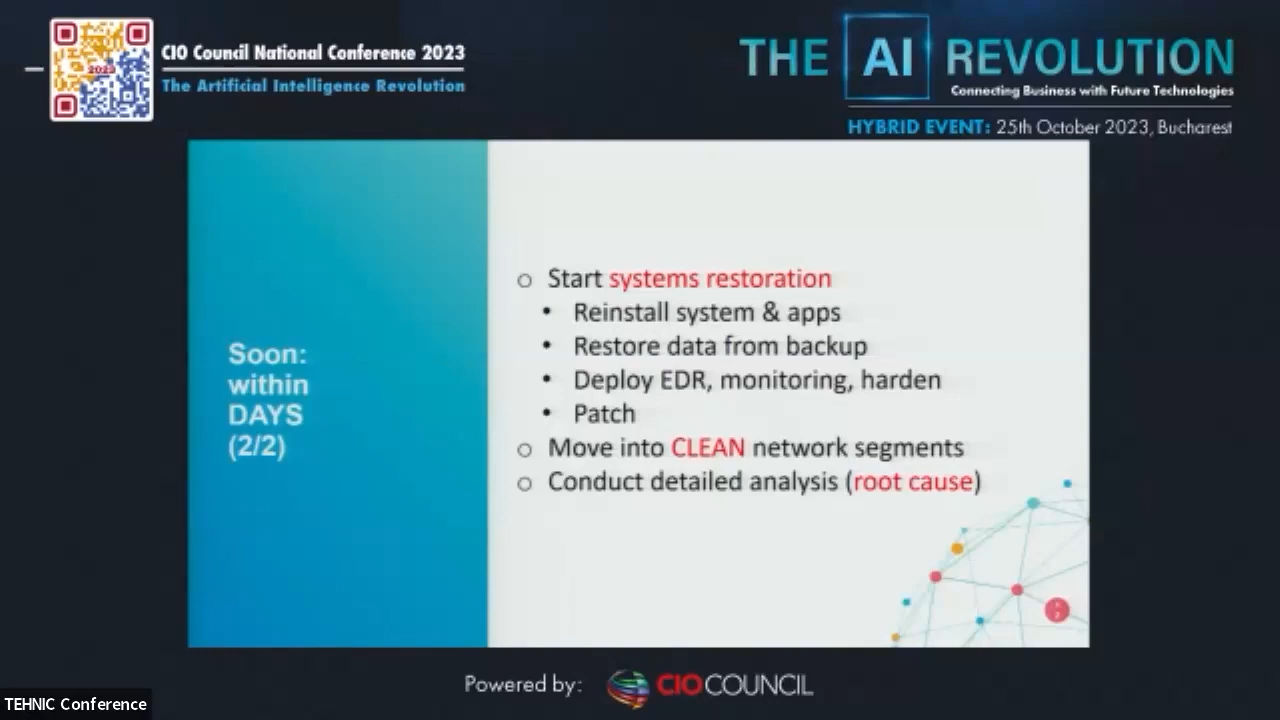 2023
CIO Council National Conference 2023
The Artificial Intelligence Revolution
THE AI REVOLUTION
Connecting Business with Future Technologies
HYBRID EVENT: 25th October 2023, Bucharest
Soon:
within
DAYS
(2/2)
o Start systems restoration
• Reinstall system & apps
• Restore data from backup
• Deploy EDR, monitoring, harden
• Patch
o Move into CLEAN network segments
o Conduct detailed analysis (root cause)
Powered by: CIO COUNCIL
TEHNIC Conference